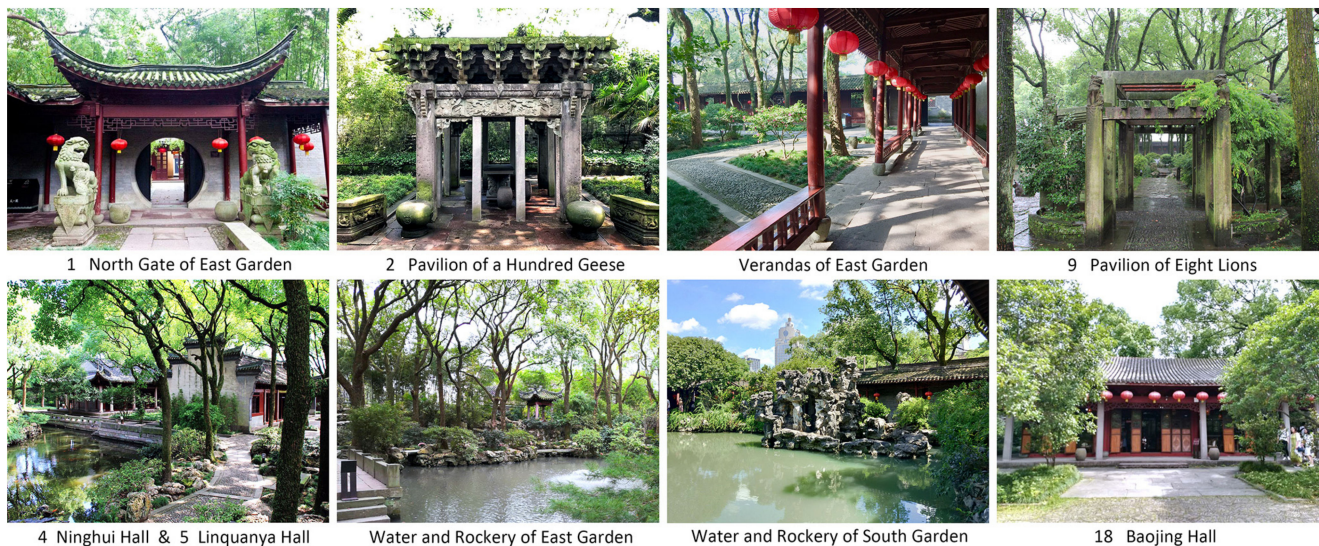 1 North Gate of East Garden
2 Pavilion of a Hundred Geese
Verandas of East Garden
9 Pavilion of Eight Lions
4 Ninghui Hall & 5 Linquanya Hall
Water and Rockery of East Garden
Water and Rockery of South Garden
18 Baojing Hall